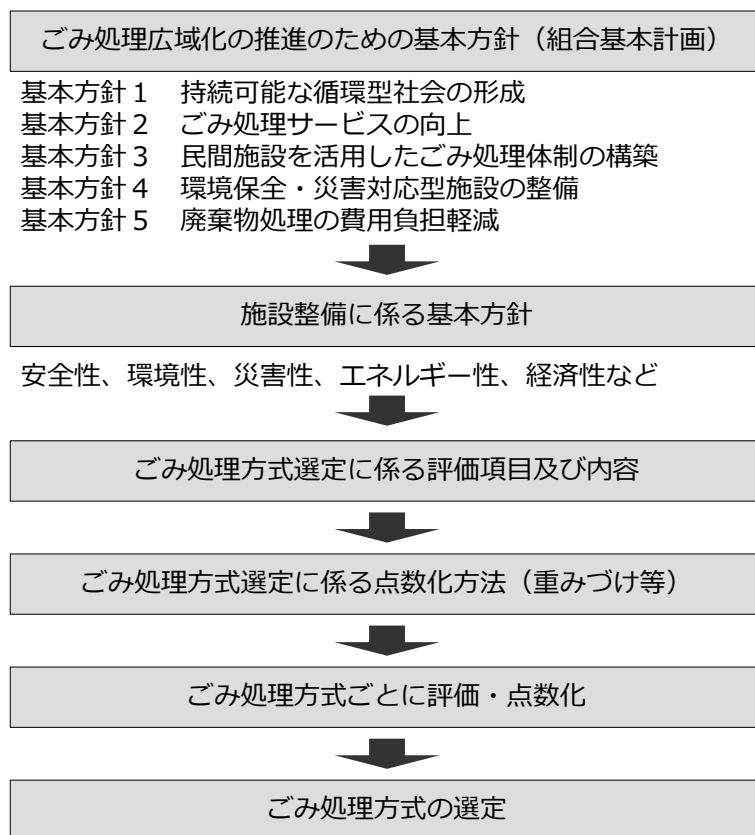 ごみ処理広域化の推進のための基本方針（組合基本計画）
基本方針１　持続可能な循環型社会の形成
基本方針２　ごみ処理サービスの向上
基本方針３　民間施設を活用したごみ処理体制の構築
基本方針４　環境保全・災害対応型施設の整備
基本方針５　廃棄物処理の費用負担軽減
施設整備に係る基本方針
安全性、環境性、災害性、エネルギー性、経済性など
ごみ処理方式選定に係る評価項目及び内容
ごみ処理方式選定に係る点数化方法（重みづけ等）
ごみ処理方式ごとに評価・点数化
ごみ処理方式の選定